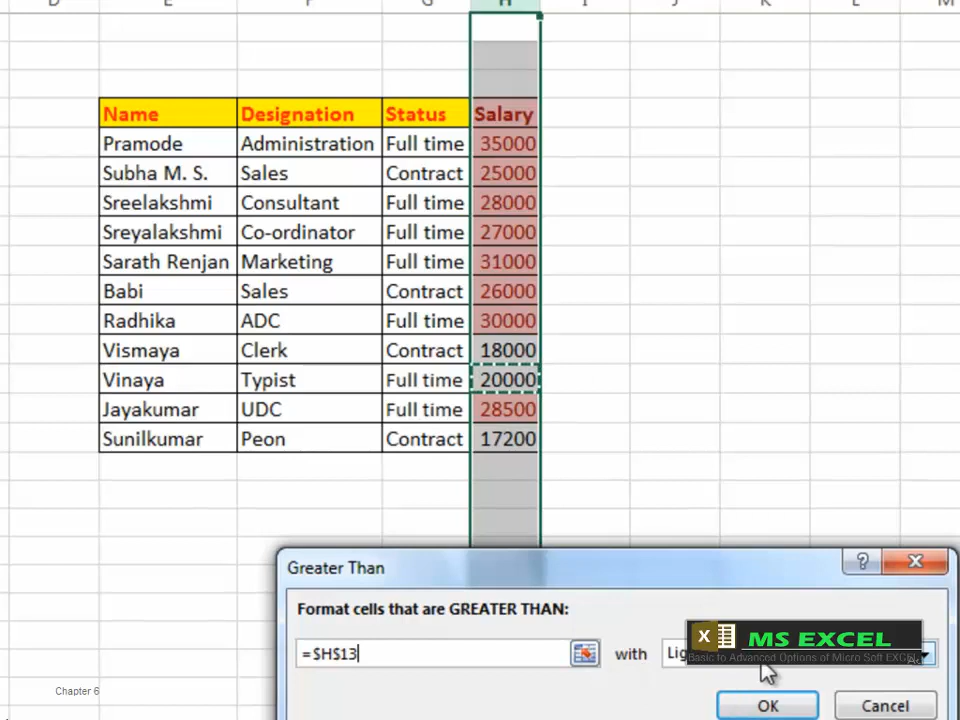 D E F G H I J K L M
Name Designation Status Salary
Pramode Administration Full time 35000
Subha M. S. Sales Contract 25000
Sreelakshmi Consultant Full time 28000
Sreyalakshmi Co-ordinator Full time 27000
Sarath Renjan Marketing Full time 31000
Babi Sales Contract 26000
Radhika ADC Full time 30000
Vismaya Clerk Contract 18000
Vinaya Typist Full time 20000
Jayakumar UDC Full time 28500
Sunilkumar Peon Contract 17200
Greater Than
Format cells that are GREATER THAN:
=$H$13 with
MS EXCEL
Basic to Advanced Options of Micro Soft EXCEL
Chapter 6
OK Cancel